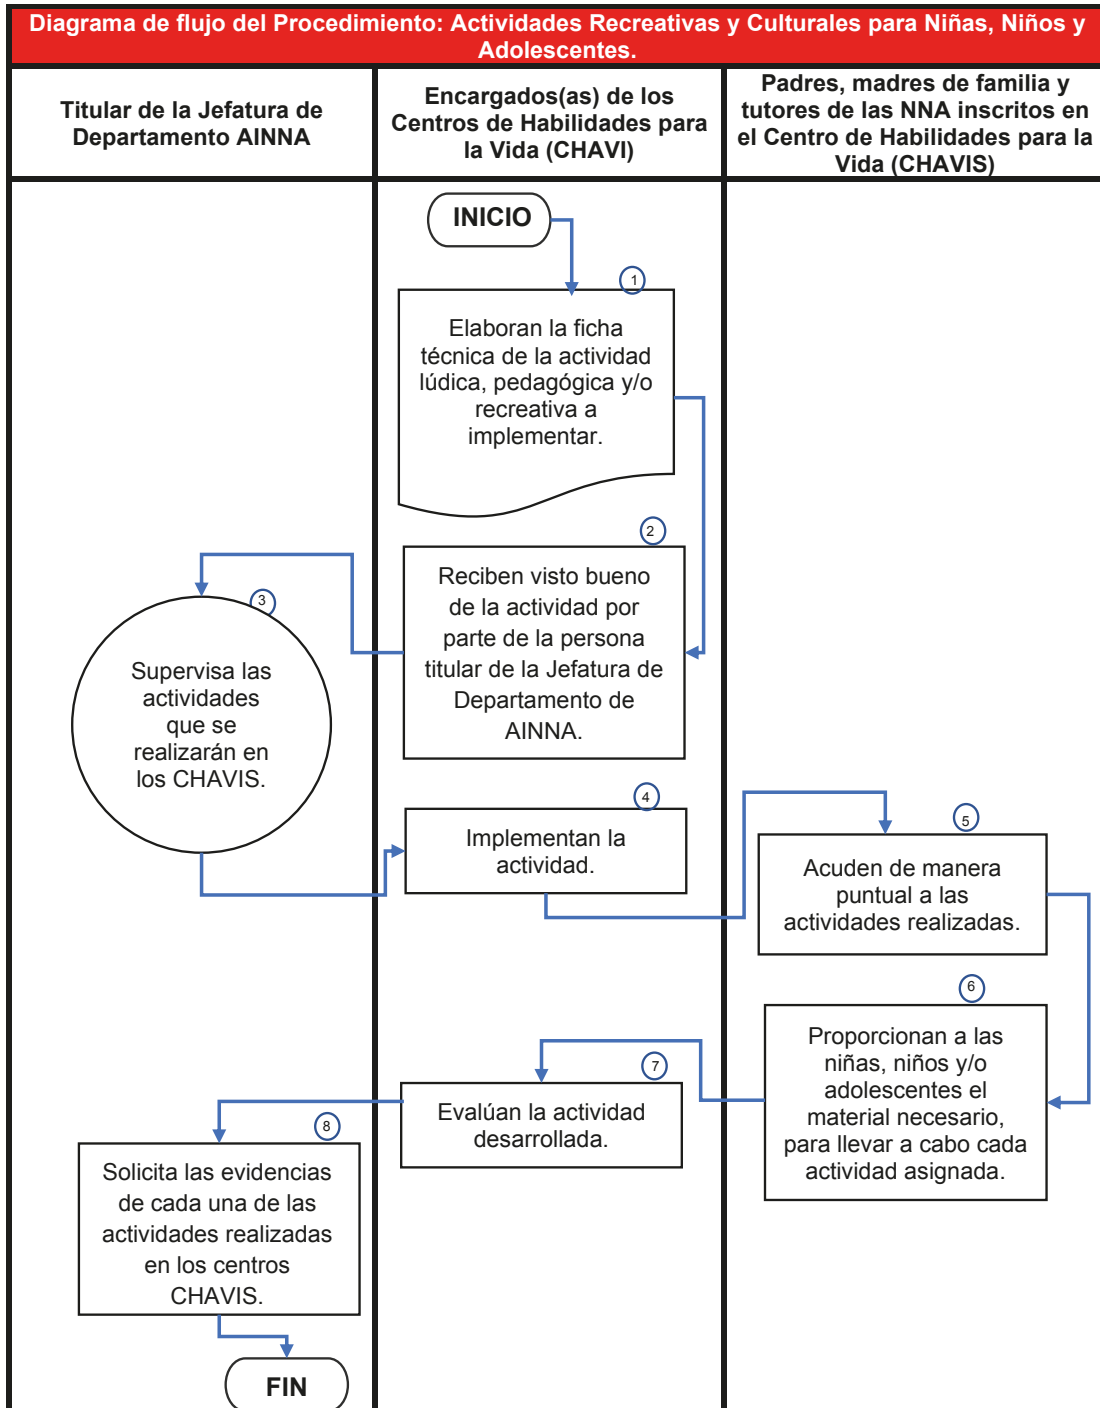 Diagrama de flujo del Procedimiento: Actividades Recreativas y Culturales para Niñas, Niños y
Adolescentes.
Titular de la Jefatura de
Departamento AINNA
Encargados(as) de los
Centros de Habilidades para
la Vida (CHAVI)
Padres, madres de familia y
tutores de las NNA inscritos en
el Centro de Habilidades para la
Vida (CHAVIS)
INICIO
1
Elaboran la ficha
técnica de la actividad
lúdica, pedagógica y/o
recreativa a
implementar.
2
Reciben visto bueno
de la actividad por
parte de la persona
titular de la Jefatura de
Departamento de
AINNA.
3
Supervisa las
actividades
que se
realizarán en
los CHAVIS.
4
Implementan la
actividad.
5
Acuden de manera
puntual a las
actividades realizadas.
6
Proporcionan a las
niñas, niños y/o
adolescentes el
material necesario,
para llevar a cabo cada
actividad asignada.
7
Evalúan la actividad
desarrollada.
8
Solicita las evidencias
de cada una de las
actividades realizadas
en los centros
CHAVIS.
FIN